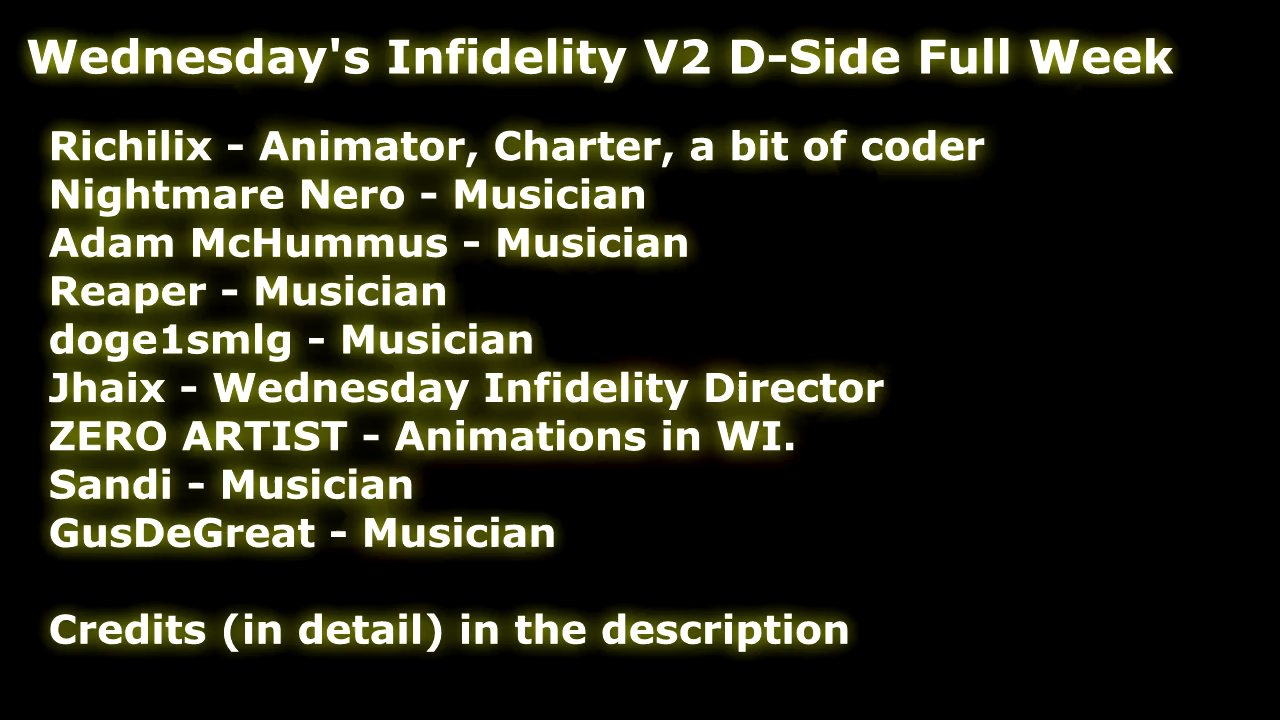 Wednesday's Infidelity V2 D-Side Full Week
Richilix - Animator, Charter, a bit of coder
Nightmare Nero - Musician
Adam McHummus - Musician
Reaper - Musician
doge1smlg - Musician
Jhaix - Wednesday Infidelity Director
ZERO ARTIST - Animations in WI.
Sandi - Musician
GusDeGreat - Musician
Credits (in detail) in the description